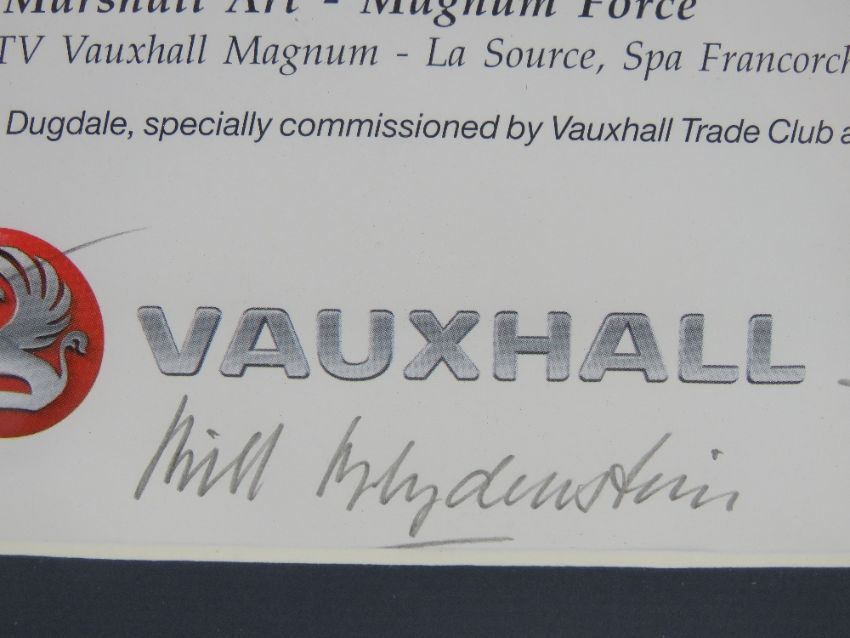 Marshall Art - Magnum Force
TV Vauxhall Magnum - La Source, Spa Francorch
Dugdale, specially commissioned by Vauxhall Trade Club a
VAUXHALL
Bill Blydenstein